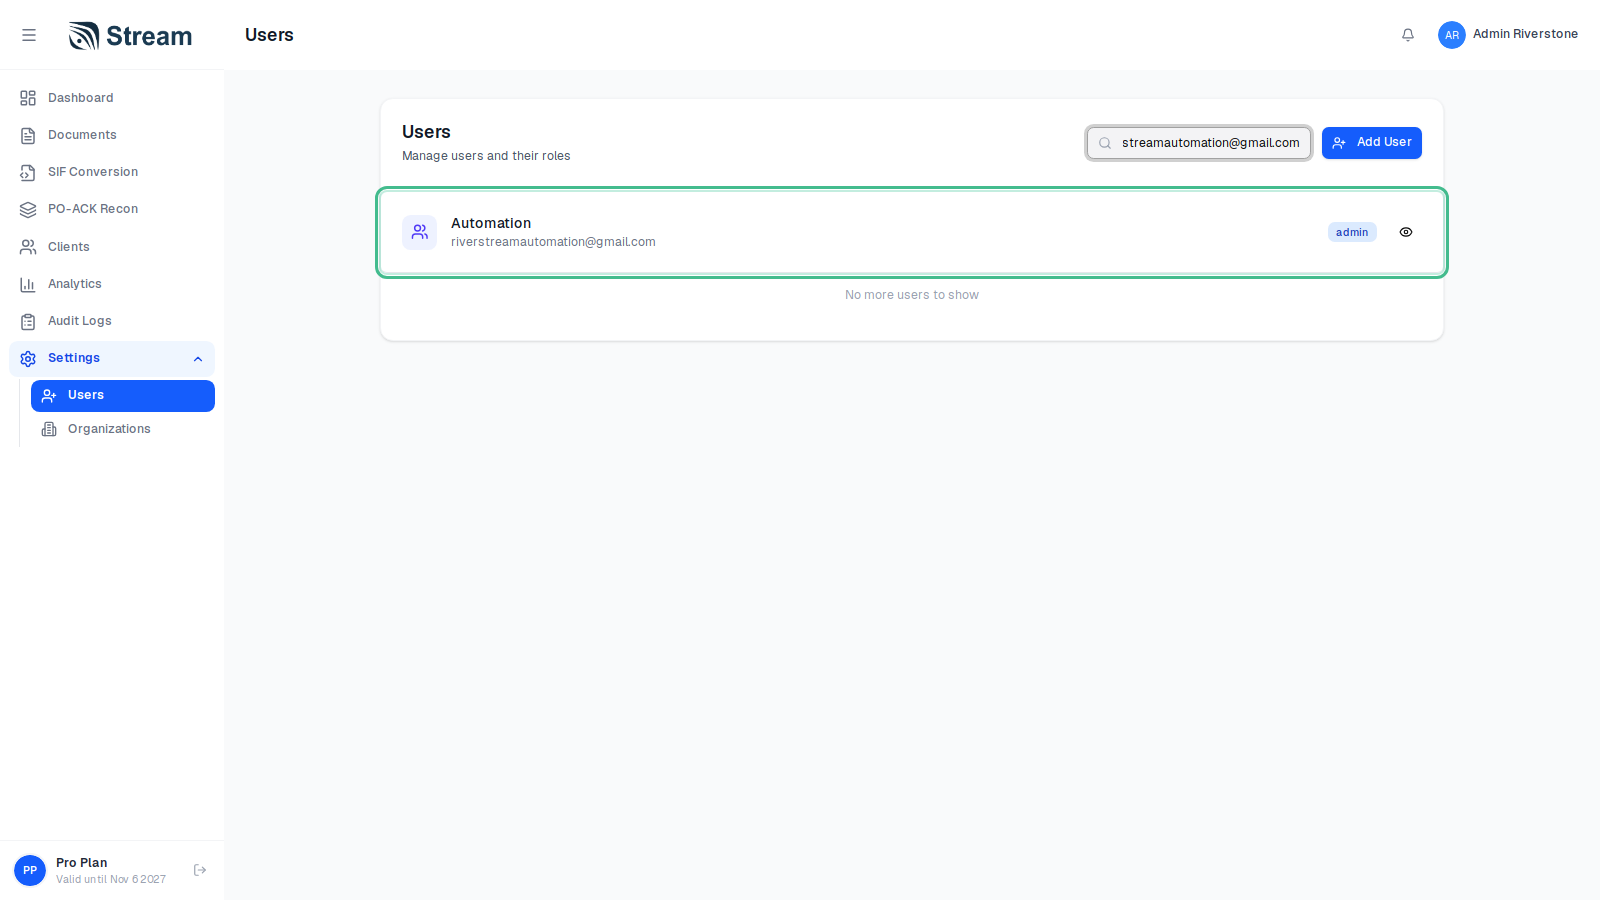 Stream
Users
AR
Admin Riverstone
Dashboard
Documents
SIF Conversion
PO-ACK Recon
Clients
Analytics
Audit Logs
Settings
Users
Organizations
Users
Manage users and their roles
streamautomation@gmail.com
Add User
Automation
riverstreamautomation@gmail.com
admin
No more users to show
PP
Pro Plan
Valid until Nov 6 2027